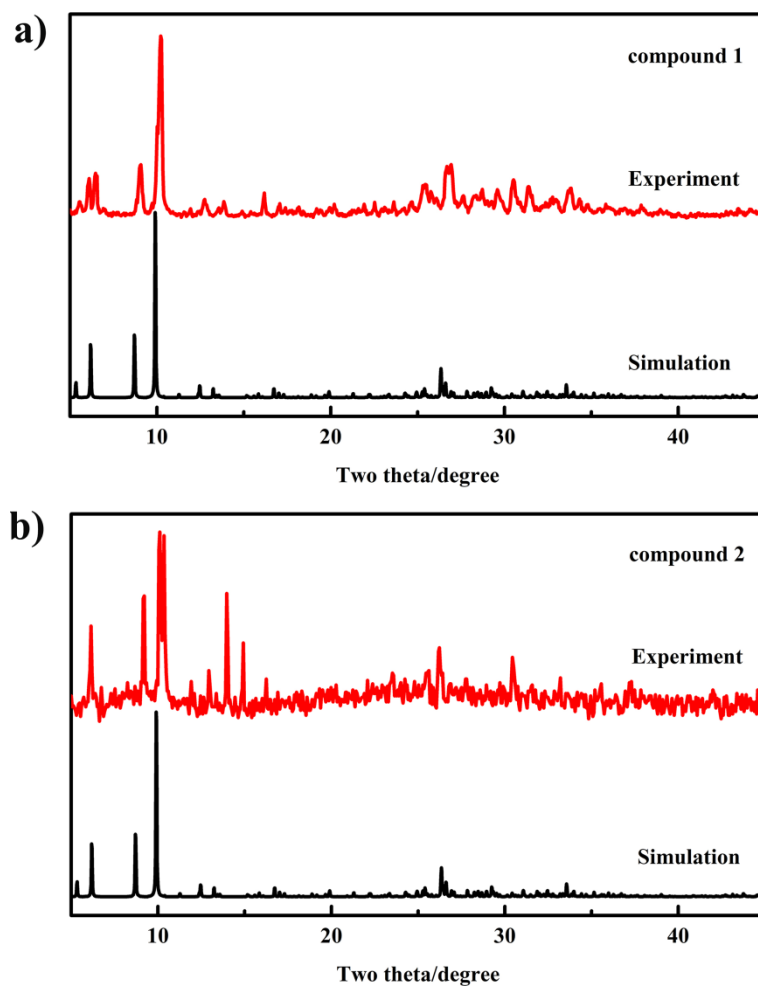 a)
compound 1
Experiment
Simulation
10 20 30 40
Two theta/degree
b)
compound 2
Experiment
Simulation
10 20 30 40
Two theta/degree